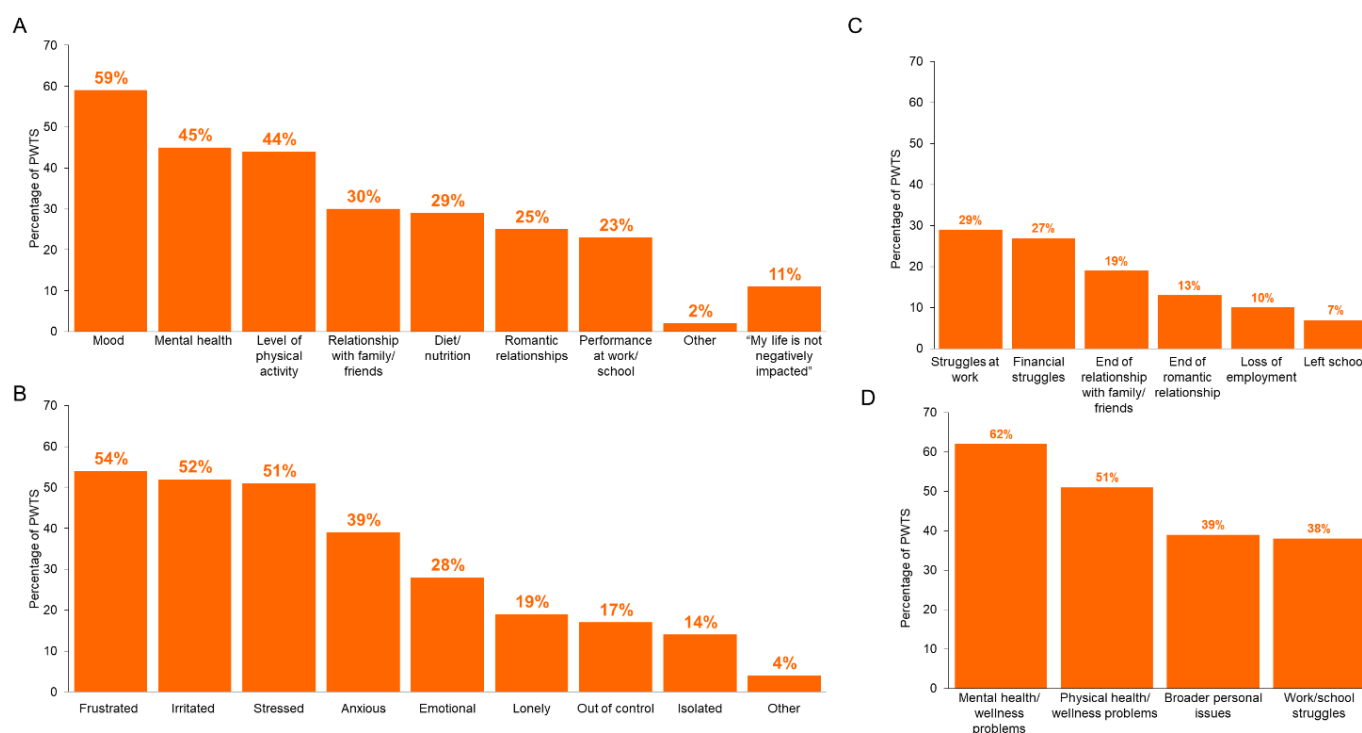 A
Percentage of PWTS
70
60
50
40
30
20
10
0
59%
45%
44%
30%
29%
25%
23%
2%
11%
Mood
Mental health
Level of
physical
activity
Relationship
with family/
friends
Diet/
nutrition
Romantic
relationships
Performance
at work/
school
Other
“My life is not
negatively
impacted”
B
Percentage of PWTS
70
60
50
40
30
20
10
0
54%
52%
51%
39%
28%
19%
17%
14%
4%
Frustrated
Irritated
Stressed
Anxious
Emotional
Lonely
Out of control
Isolated
Other
C
Percentage of PWTS
70
60
50
40
30
20
10
0
29%
27%
19%
13%
10%
7%
Struggles at
work
Financial
struggles
End of
relationship
with family/
friends
End of
romantic
relationship
Loss of
employment
Left school
D
Percentage of PWTS
70
60
50
40
30
20
10
0
62%
51%
39%
38%
Mental health/
wellness
problems
Physical health/
wellness problems
Broader personal
issues
Work/school
struggles